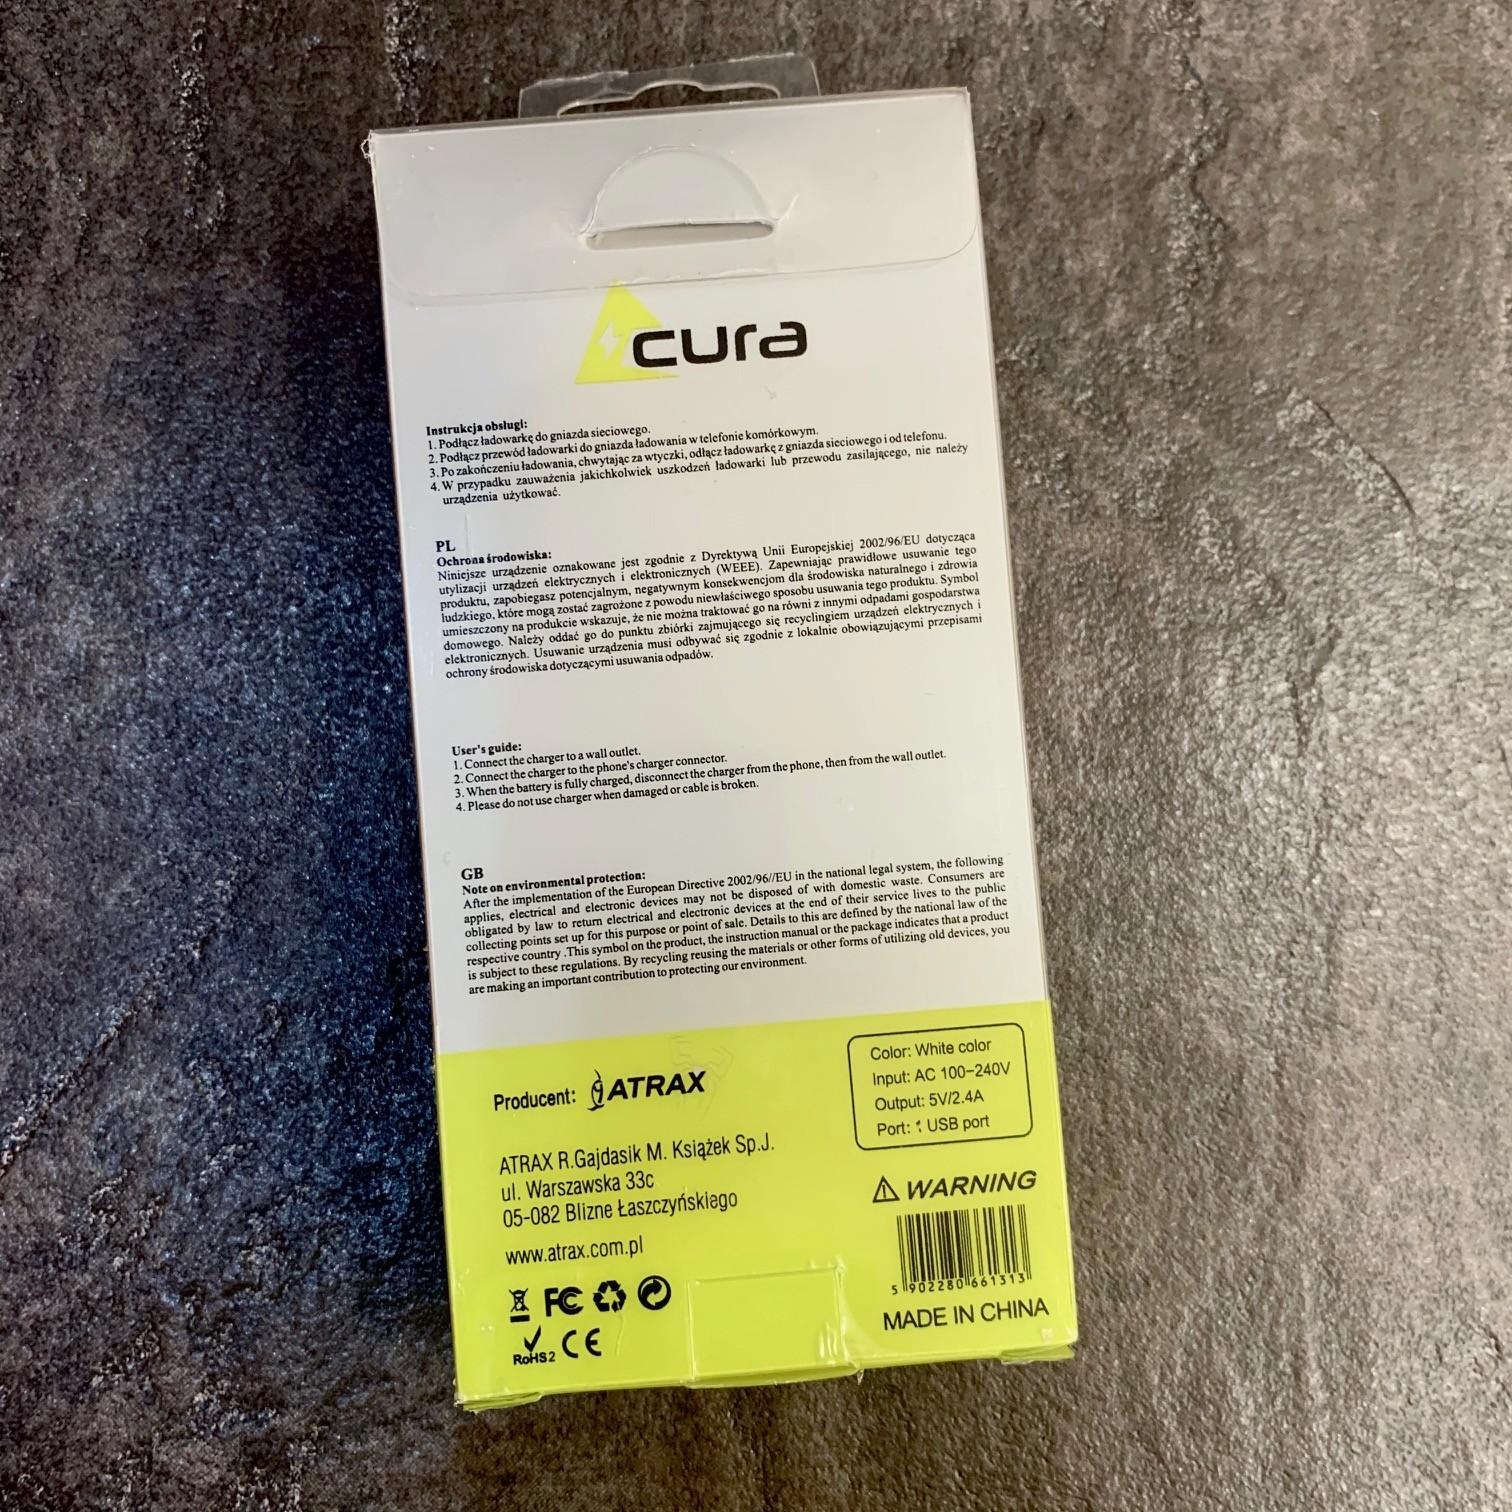 cura
Instrukcja obsługi:
1. Podłącz ładowarkę do gniazda sieciowego.
2. Podłącz przewód ładowarki do gniazda ładowania w telefonie komórkowym.
3. Po zakończeniu ładowania, chwytając za wtyczki, odłącz ładowarkę z gniazda sieciowego i od telefonu.
4. W przypadku zauważenia jakichkolwiek uszkodzeń ładowarki lub przewodu zasilającego, nie należy
urządzenia użytkować.
PL
Ochrona środowiska:
Niniejsze urządzenie oznakowane jest zgodnie z Dyrektywą Unii Europejskiej 2002/96/EU dotycząca
utylizacji urządzeń elektrycznych i elektronicznych (WEEE). Zapewniając prawidłowe usuwanie tego
produktu, zapobiegasz potencjalnym, negatywnym konsekwencjom dla środowiska naturalnego i zdrowia
ludzkiego, które mogą zostać zagrożone z powodu niewłaściwego sposobu usuwania tego produktu. Symbol
umieszczony na produkcie wskazuje, że nie można traktować go na równi z innymi odpadami gospodarstwa
domowego. Należy oddać go do punktu zbiórki zajmującego się recyclingiem urządzeń elektrycznych i
elektronicznych. Usuwanie urządzenia musi odbywać się zgodnie z lokalnie obowiązującymi przepisami
ochrony środowiska dotyczącymi usuwania odpadów.
User's guide:
1. Connect the charger to a wall outlet.
2. Connect the charger to the phone's charger connector.
3. When the battery is fully charged, disconnect the charger from the phone, then from the wall outlet.
4. Please do not use charger when damaged or cable is broken.
GB
Note on environmental protection:
After the implementation of the European Directive 2002/96//EU in the national legal system, the following
applies, electrical and electronic devices may not be disposed of with domestic waste. Consumers are
obligated by law to return electrical and electronic devices at the end of their service lives to the public
collecting points set up for this purpose or point of sale. Details to this are defined by the national law of the
respective country .This symbol on the product, the instruction manual or the package indicates that a product
is subject to these regulations. By recycling reusing the materials or other forms of utilizing old devices, you
are making an important contribution to protecting our environment.
Color: White color
Input: AC 100-240V
Output: 5V/2.4A
Port: 1 USB port
Producent: ATRAX
ATRAX R.Gajdasik M. Książek Sp.J.
ul. Warszawska 33c
05-082 Blizne Łaszczyńskiego
www.atrax.com.pl
FC
RoHS2 CE
WARNING
5 902280 661313
MADE IN CHINA